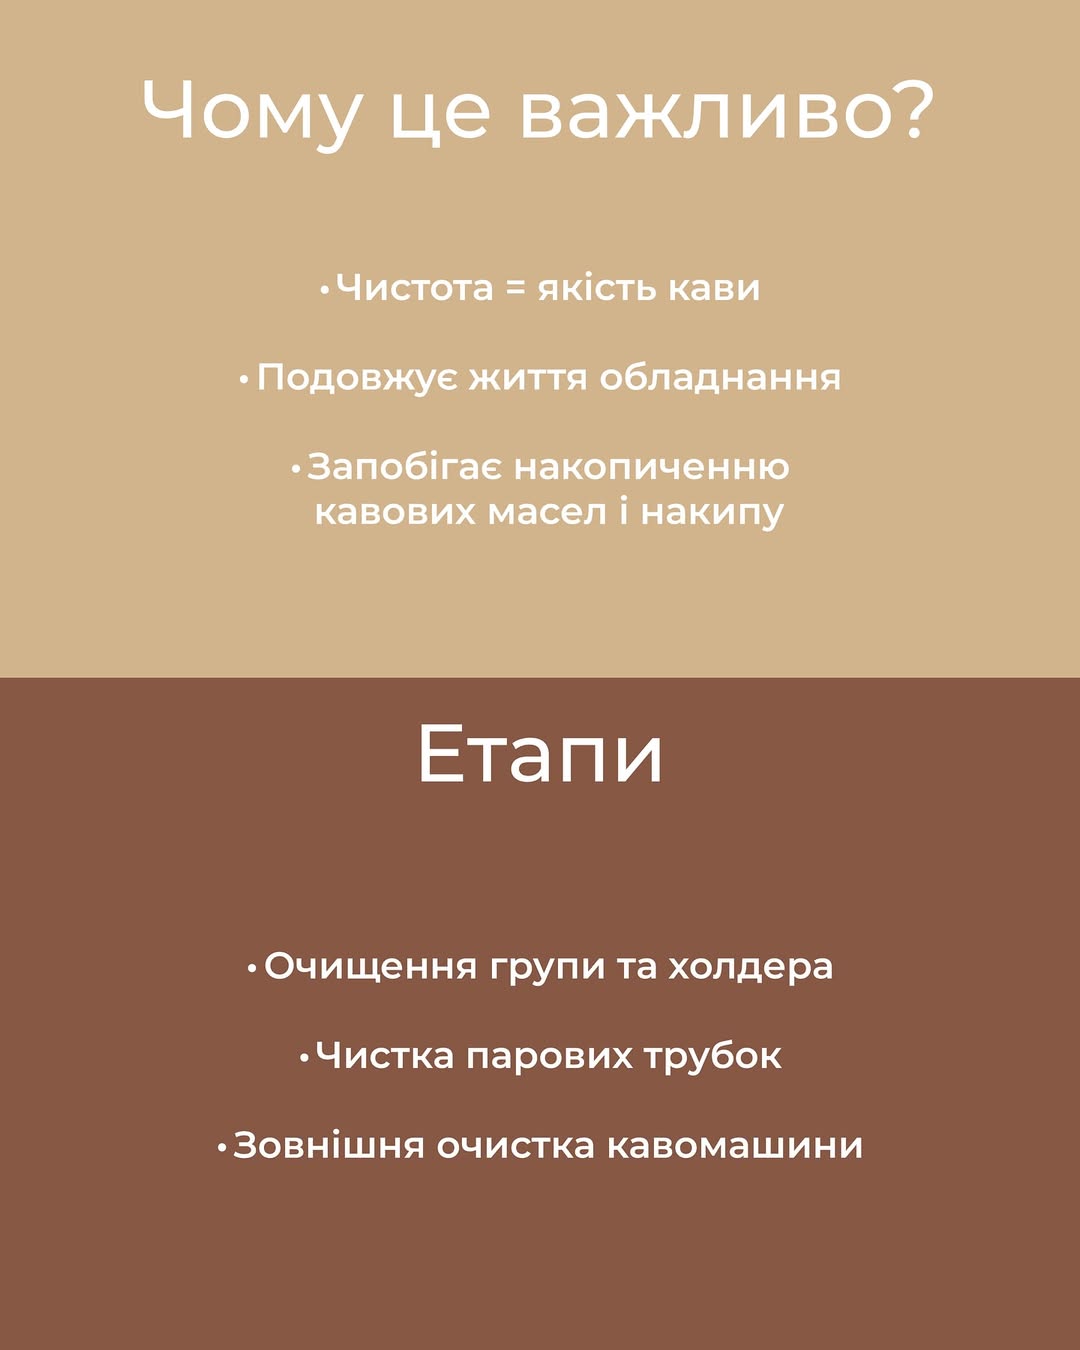 Чому це важливо?
• Чистота = якість кави
• Подовжує життя обладнання
• Запобігає накопиченню
кавових масел і накипу
Етапи
• Очищення групи та холдера
• Чистка парових трубок
• Зовнішня очистка кавомашини